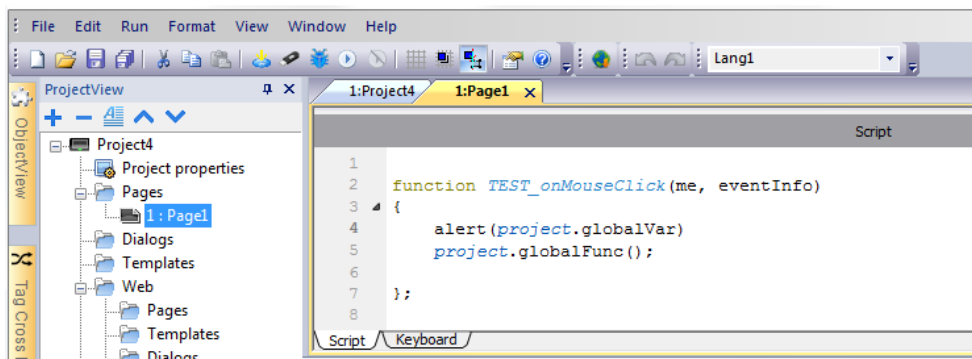 File Edit Run Format View Window Help
Lang1
ProjectView
1:Project4 1:Page1
ObjectView
Tag Cross
Project4
Project properties
Pages
1 : Page1
Dialogs
Templates
Web
Pages
Templates
Dialogs
Script
1
2 function TEST_onMouseClick(me, eventInfo)
3 {
4 alert(project.globalVar)
5 project.globalFunc();
6
7 };
8
Script Keyboard